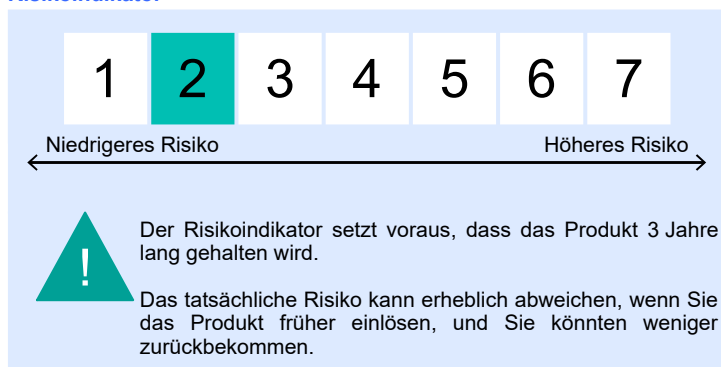 1 2 3 4 5 6 7
Niedrigeres Risiko Höheres Risiko
!
Der Risikoindikator setzt voraus, dass das Produkt 3 Jahre
lang gehalten wird.
Das tatsächliche Risiko kann erheblich abweichen, wenn Sie
das Produkt früher einlösen, und Sie könnten weniger
zurückbekommen.